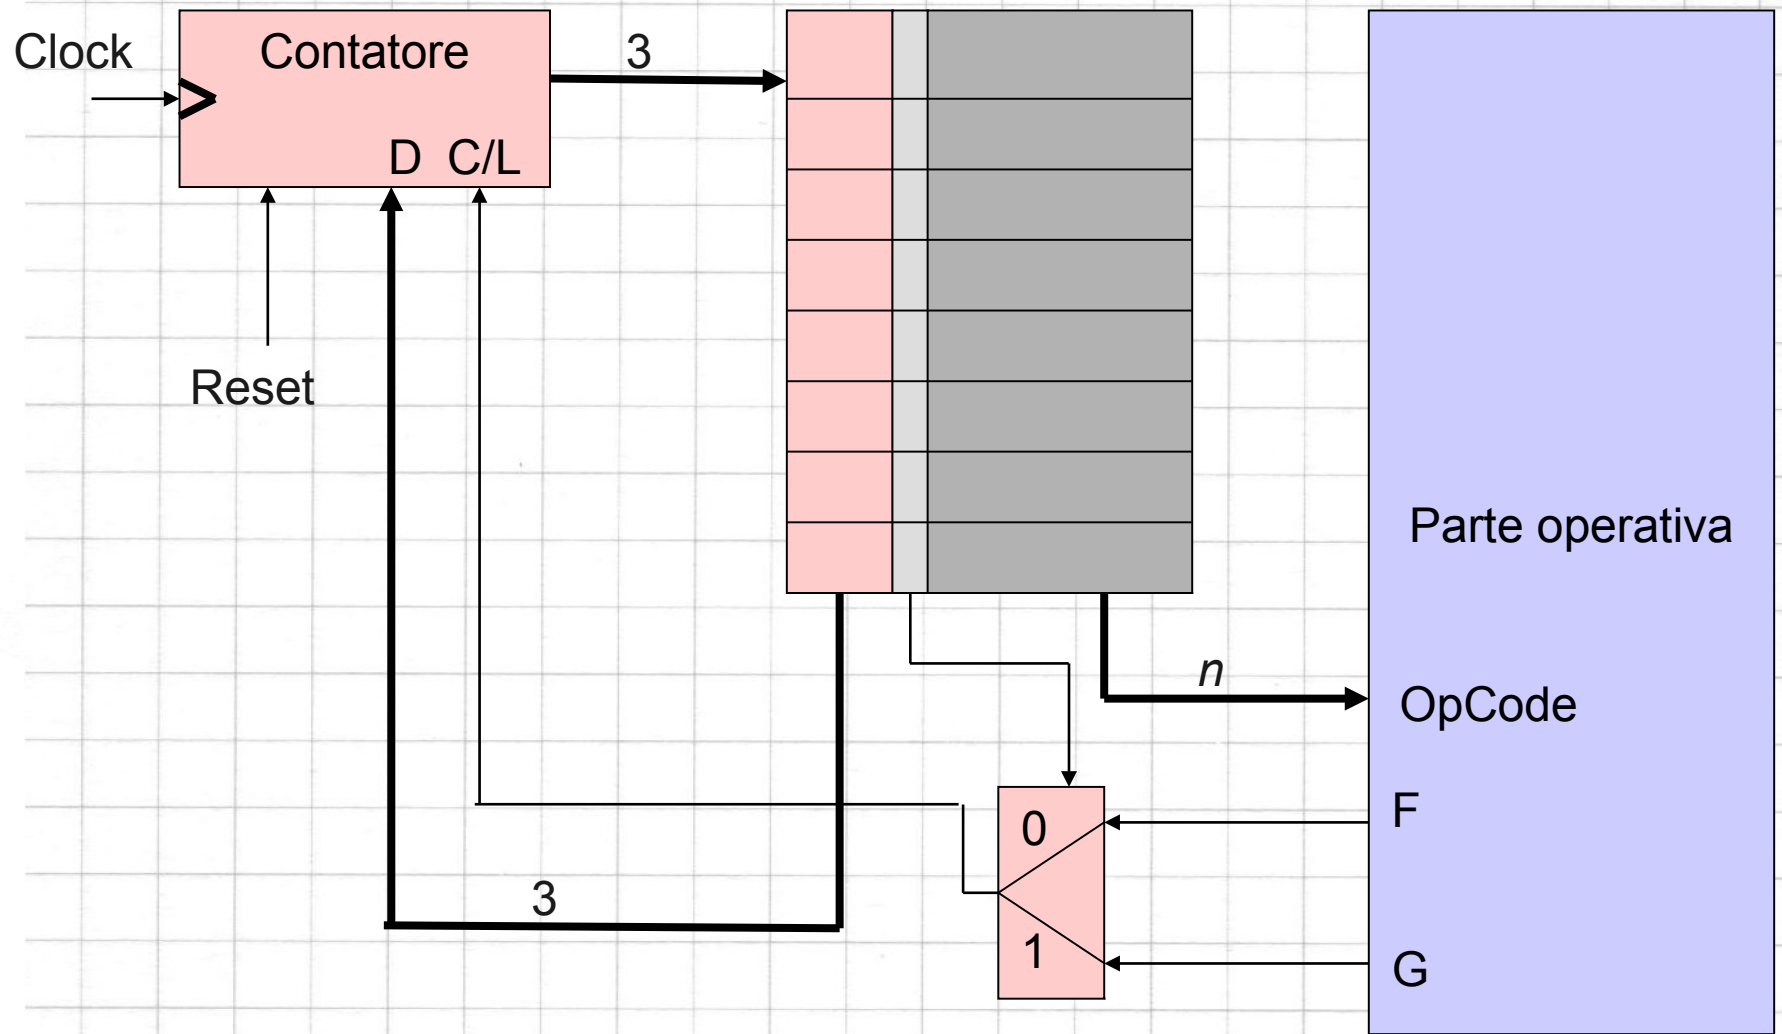 Clock
Contatore
3
D C/L
Reset
Parte operativa
n
OpCode
0
F
3
1
G